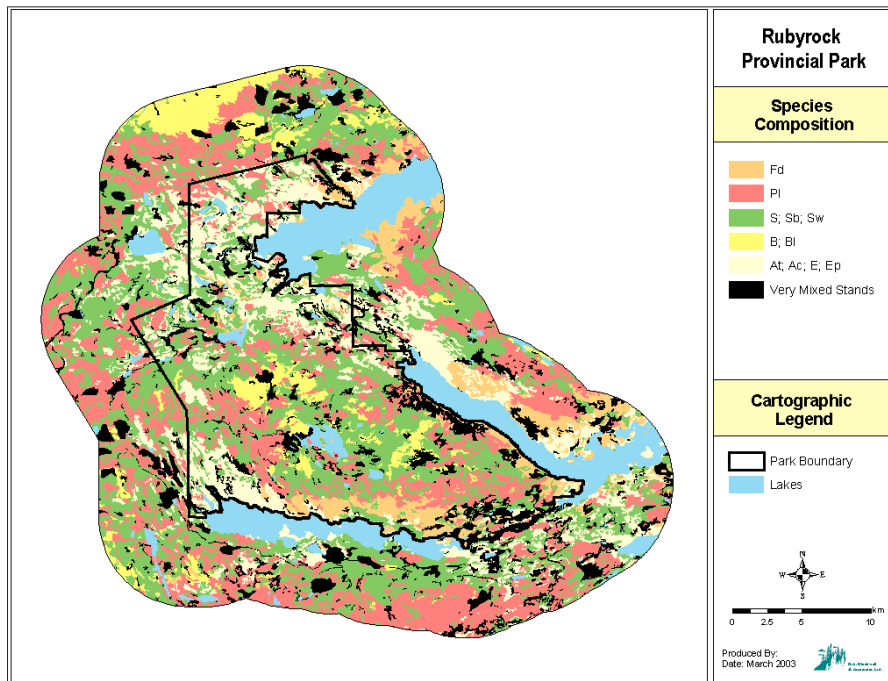 Rubyrock
Provincial Park
Species
Composition
Fd
Pl
S; Sb; Sw
B; Bl
At; Ac; E; Ep
Very Mixed Stands
Cartographic
Legend
Park Boundary
Lakes
N
W E
S
km
0 2.5 5 10
Produced By:
Date: March 2003